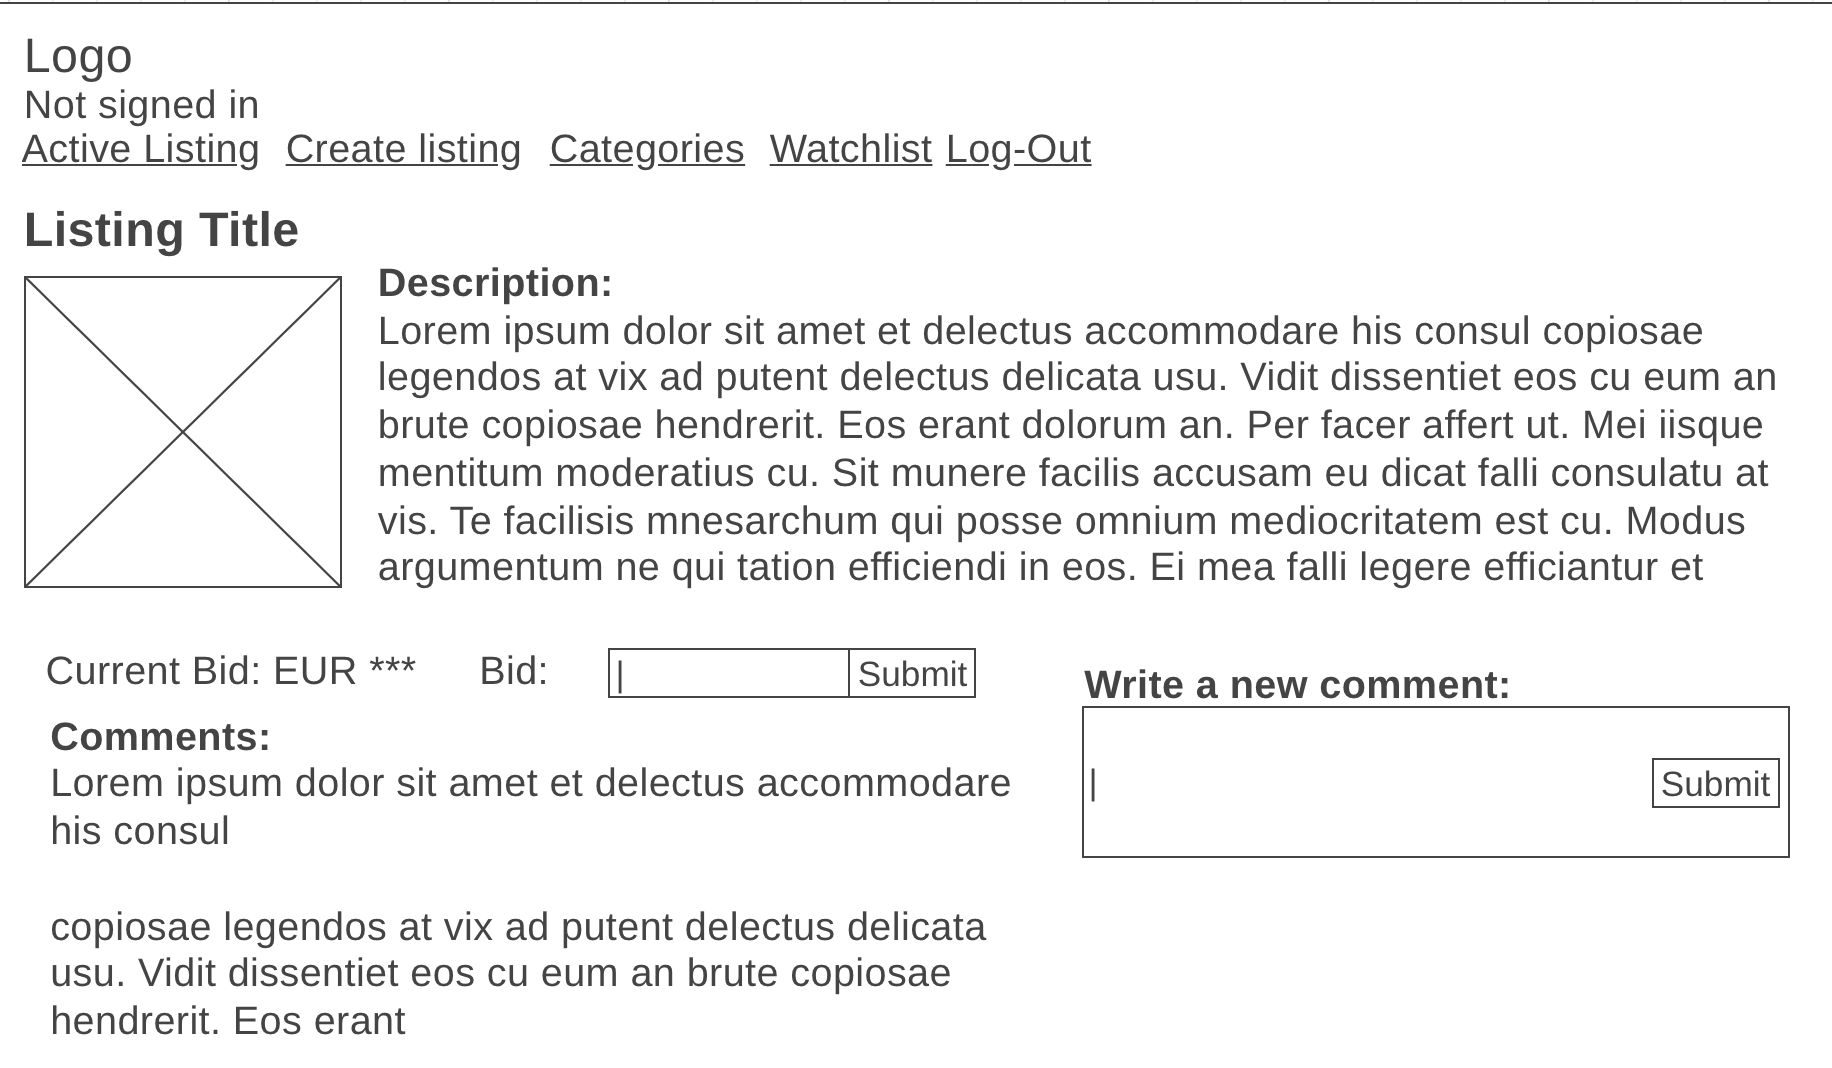 Logo
Not signed in
Active Listing Create listing Categories Watchlist Log-Out
Listing Title
Description:
Lorem ipsum dolor sit amet et delectus accommodare his consul copiosae
legendos at vix ad putent delectus delicata usu. Vidit dissentiet eos cu eum an
brute copiosae hendrerit. Eos erant dolorum an. Per facer affert ut. Mei iisque
mentitum moderatius cu. Sit munere facilis accusam eu dicat falli consulatu at
vis. Te facilisis mnesarchum qui posse omnium mediocritatem est cu. Modus
argumentum ne qui tation efficiendi in eos. Ei mea falli legere efficiantur et
Current Bid: EUR *** Bid: | Submit
Comments:
Lorem ipsum dolor sit amet et delectus accommodare
his consul
copiosae legendos at vix ad putent delectus delicata
usu. Vidit dissentiet eos cu eum an brute copiosae
hendrerit. Eos erant
Write a new comment:
| Submit